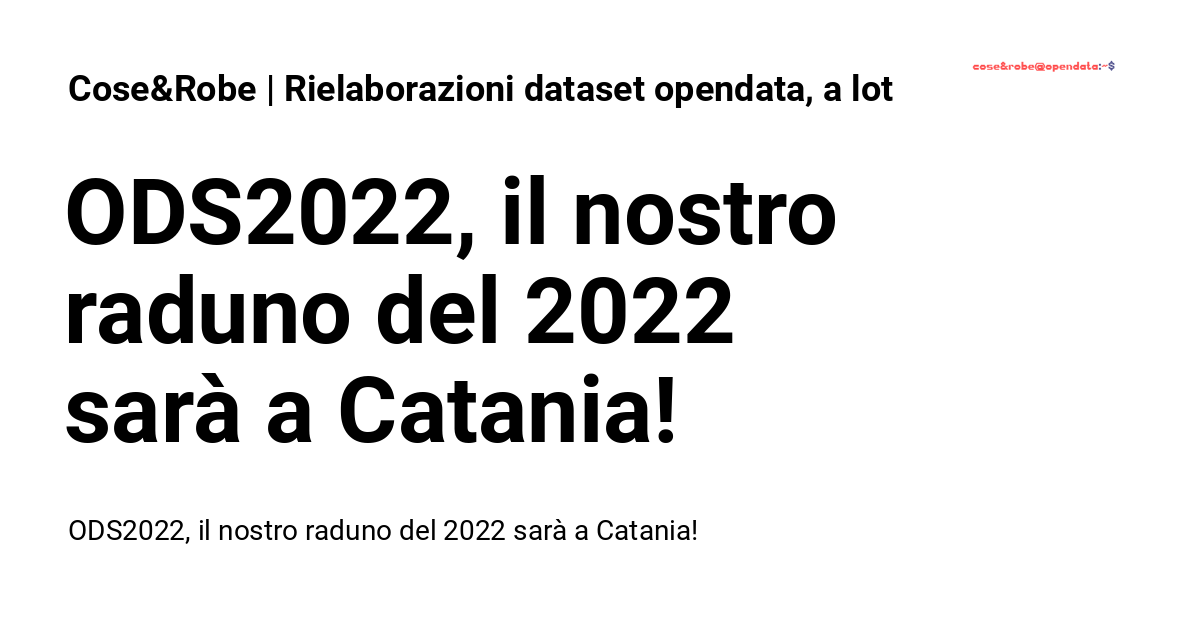 Cose&Robe | Rielaborazioni dataset opendata, a lot
cose&robe@opendata:~$
ODS2022, il nostro
raduno del 2022
sarà a Catania!
ODS2022, il nostro raduno del 2022 sarà a Catania!